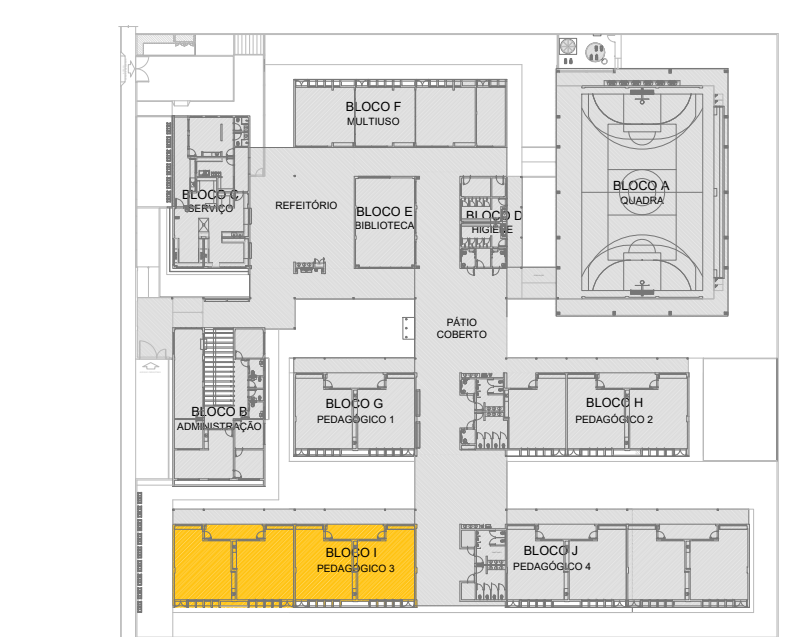 BLOCO F
MULTIUSO
BLOCO A
QUADRA
BLOCO C
SERVIÇO
REFEITÓRIO
BLOCO E
BIBLIOTECA
BLOCO D
HIGIENE
PÁTIO
COBERTO
BLOCO B
ADMINISTRAÇÃO
BLOCO G
PEDAGÓGICO 1
BLOCO H
PEDAGÓGICO 2
BLOCO I
PEDAGÓGICO 3
BLOCO J
PEDAGÓGICO 4